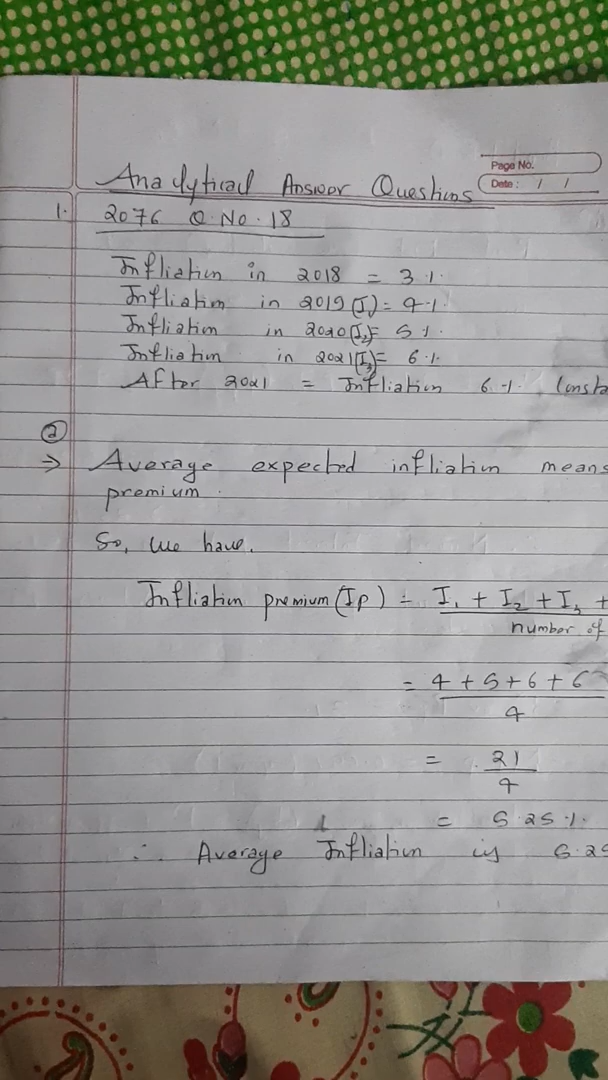 Page No.
Date: / /
Analytical Answer Questions
1. 2076 Q. No. 18
Infliation in 2018 = 3%.
Infliation in 2019 (I) = 4%.
Infliation in 2020 (I2) = 5%.
Infliation in 2021 (I3) = 6%.
After 2021 = Infliation 6% Consta
(a)
⇒ Average expected infliation means
premium.
So, we have.
Infliation premium (Ip) = I1 + I2 + I3 +
number of
= 4 + 5 + 6 + 6
4
= 21
4
= 5.25%.
∴ Average Infliation is 5.25